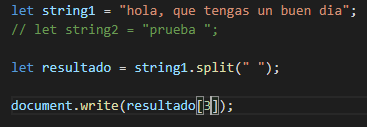 let string1 = "hola, que tengas un buen dia";
// let string2 = "prueba ";
let resultado = string1.split(" ");
document.write(resultado[3]);